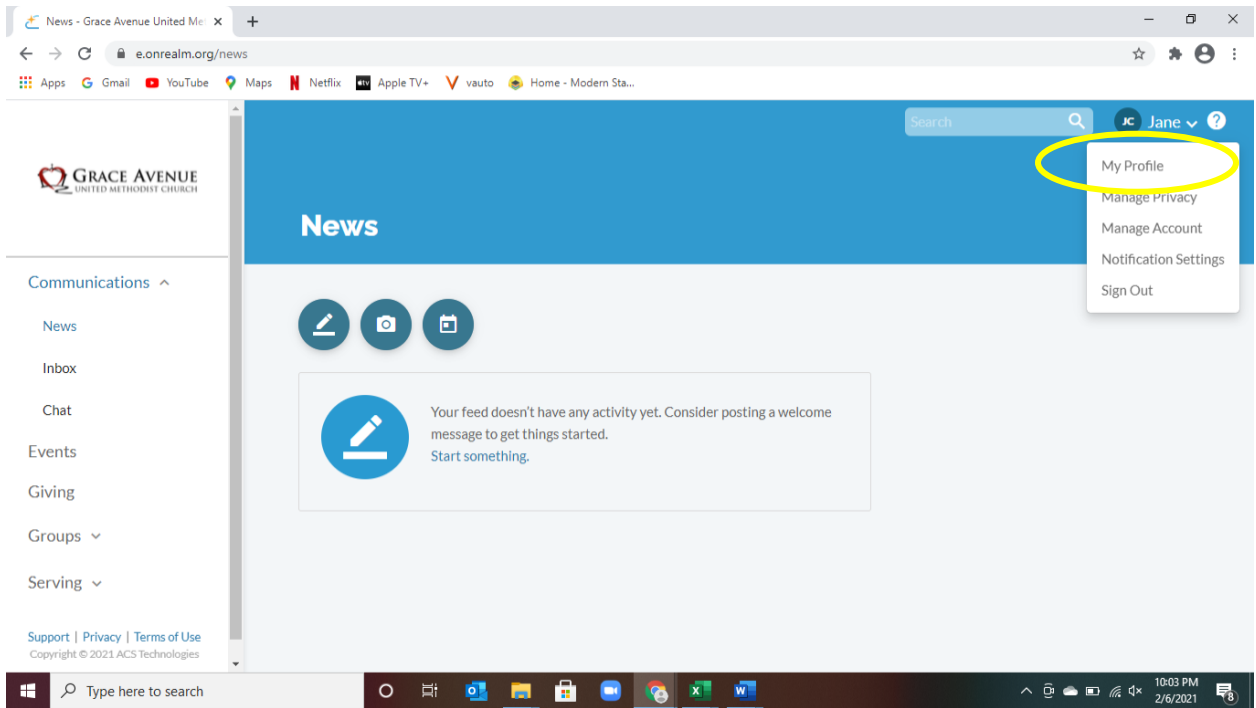 News - Grace Avenue United Me
e.onrealm.org/news
Apps Gmail YouTube Maps Netflix Apple TV+ vauto Home - Modern Sta...
GRACE AVENUE
UNITED METHODIST CHURCH
Search
JC Jane
My Profile
Manage Privacy
Manage Account
Notification Settings
Sign Out
News
Communications
News
Inbox
Chat
Events
Giving
Groups
Serving
Support | Privacy | Terms of Use
Copyright © 2021 ACS Technologies
Your feed doesn't have any activity yet. Consider posting a welcome
message to get things started.
Start something.
Type here to search
10:03 PM
2/6/2021
8